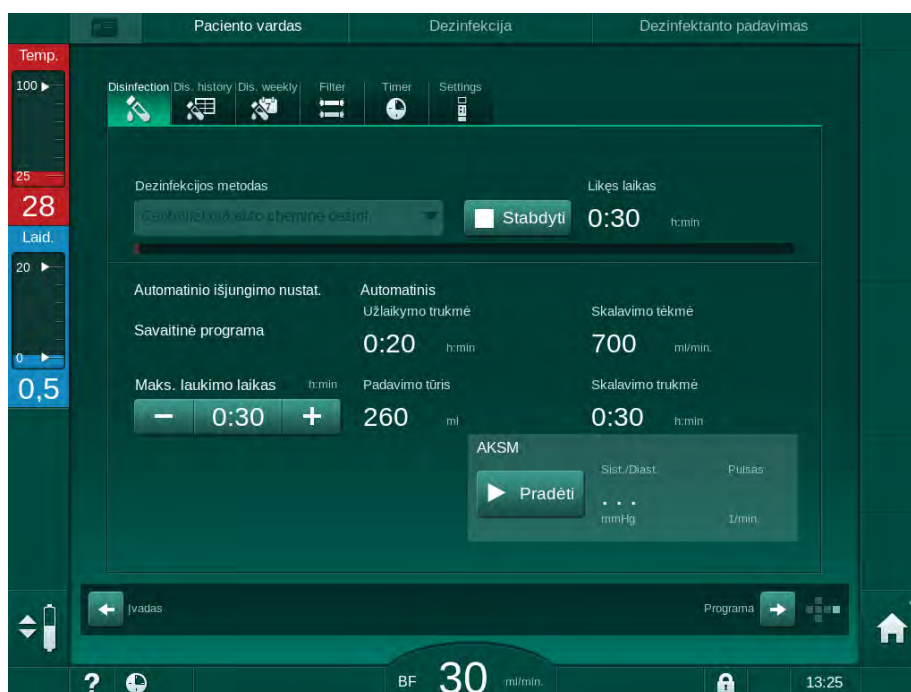 Paciento vardas Dezinfekcija Dezinfektanto padavimas
Temp.
100
25
28
Laid.
20
0
0,5
Disinfection Dis. history Dis. weekly Filter Timer Settings
Dezinfekcijos metodas Likęs laikas
Stabdyti 0:30 h:min
Automatinio išjungimo nustat. Automatinis
Užlaikymo trukmė Skalavimo tėkmė
Savaitinė programa
0:20 h:min 700 ml/min.
Maks. laukimo laikas h:min Padavimo tūris Skalavimo trukmė
− 0:30 + 260 ml 0:30 h:min
AKSM
Sist./Diast. Pulsas
Pradėti . . .
mmHg 1/min.
Įvadas Programa
? BF 30 ml/min. 13:25